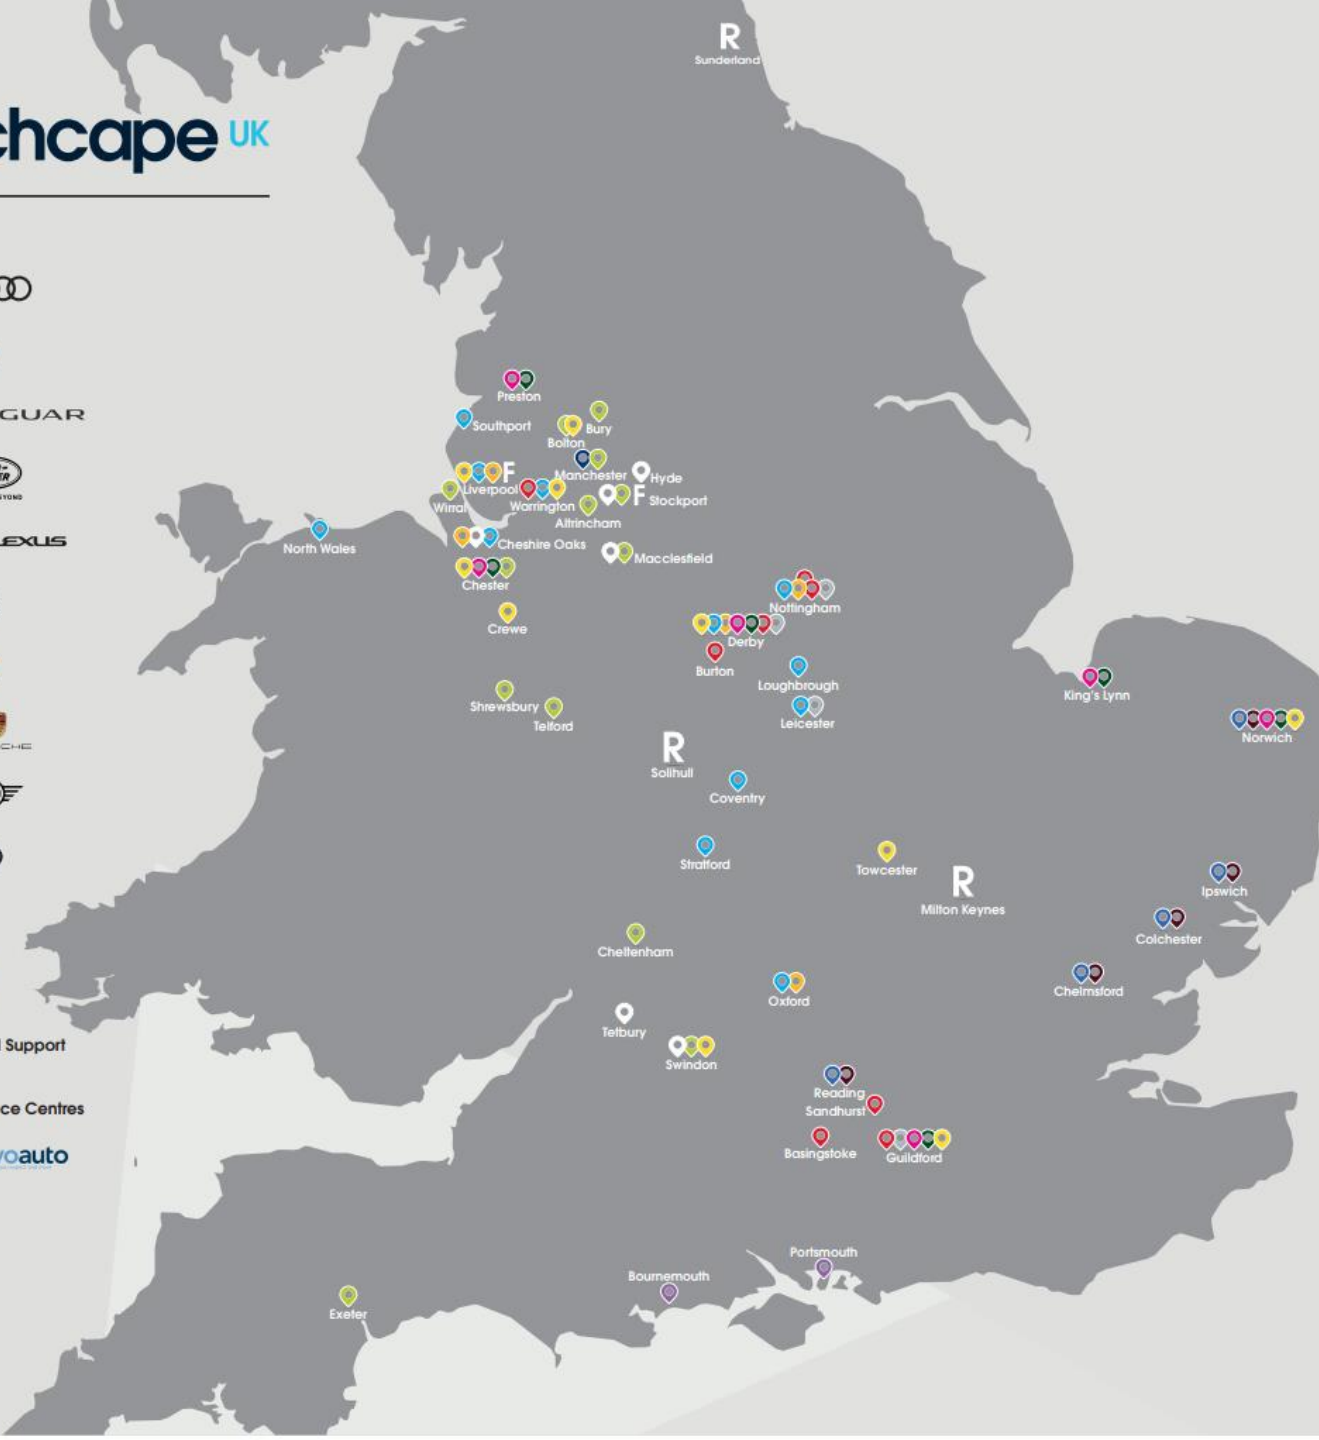 R
Sunderland
chcape UK
GUAR
EXUS
Preston
Southport
Bury
Bolton
Manchester
Hyde
F
Liverpool
Wirral
Warrington
F
Stockport
Altrincham
North Wales
Cheshire Oaks
Macclesfield
Chester
Nottingham
Crewe
Derby
Burton
Loughbrough
King's Lynn
Shrewsbury
Telford
Leicester
Norwich
R
Solihull
Coventry
CHE
Stratford
Towcester
R
Milton Keynes
Ipswich
Colchester
Cheltenham
Chelmsford
Oxford
Tetbury
Support
Swindon
Reading
Sandhurst
ce Centres
Basingstoke
Guildford
voauto
Portsmouth
Bournemouth
Exeter